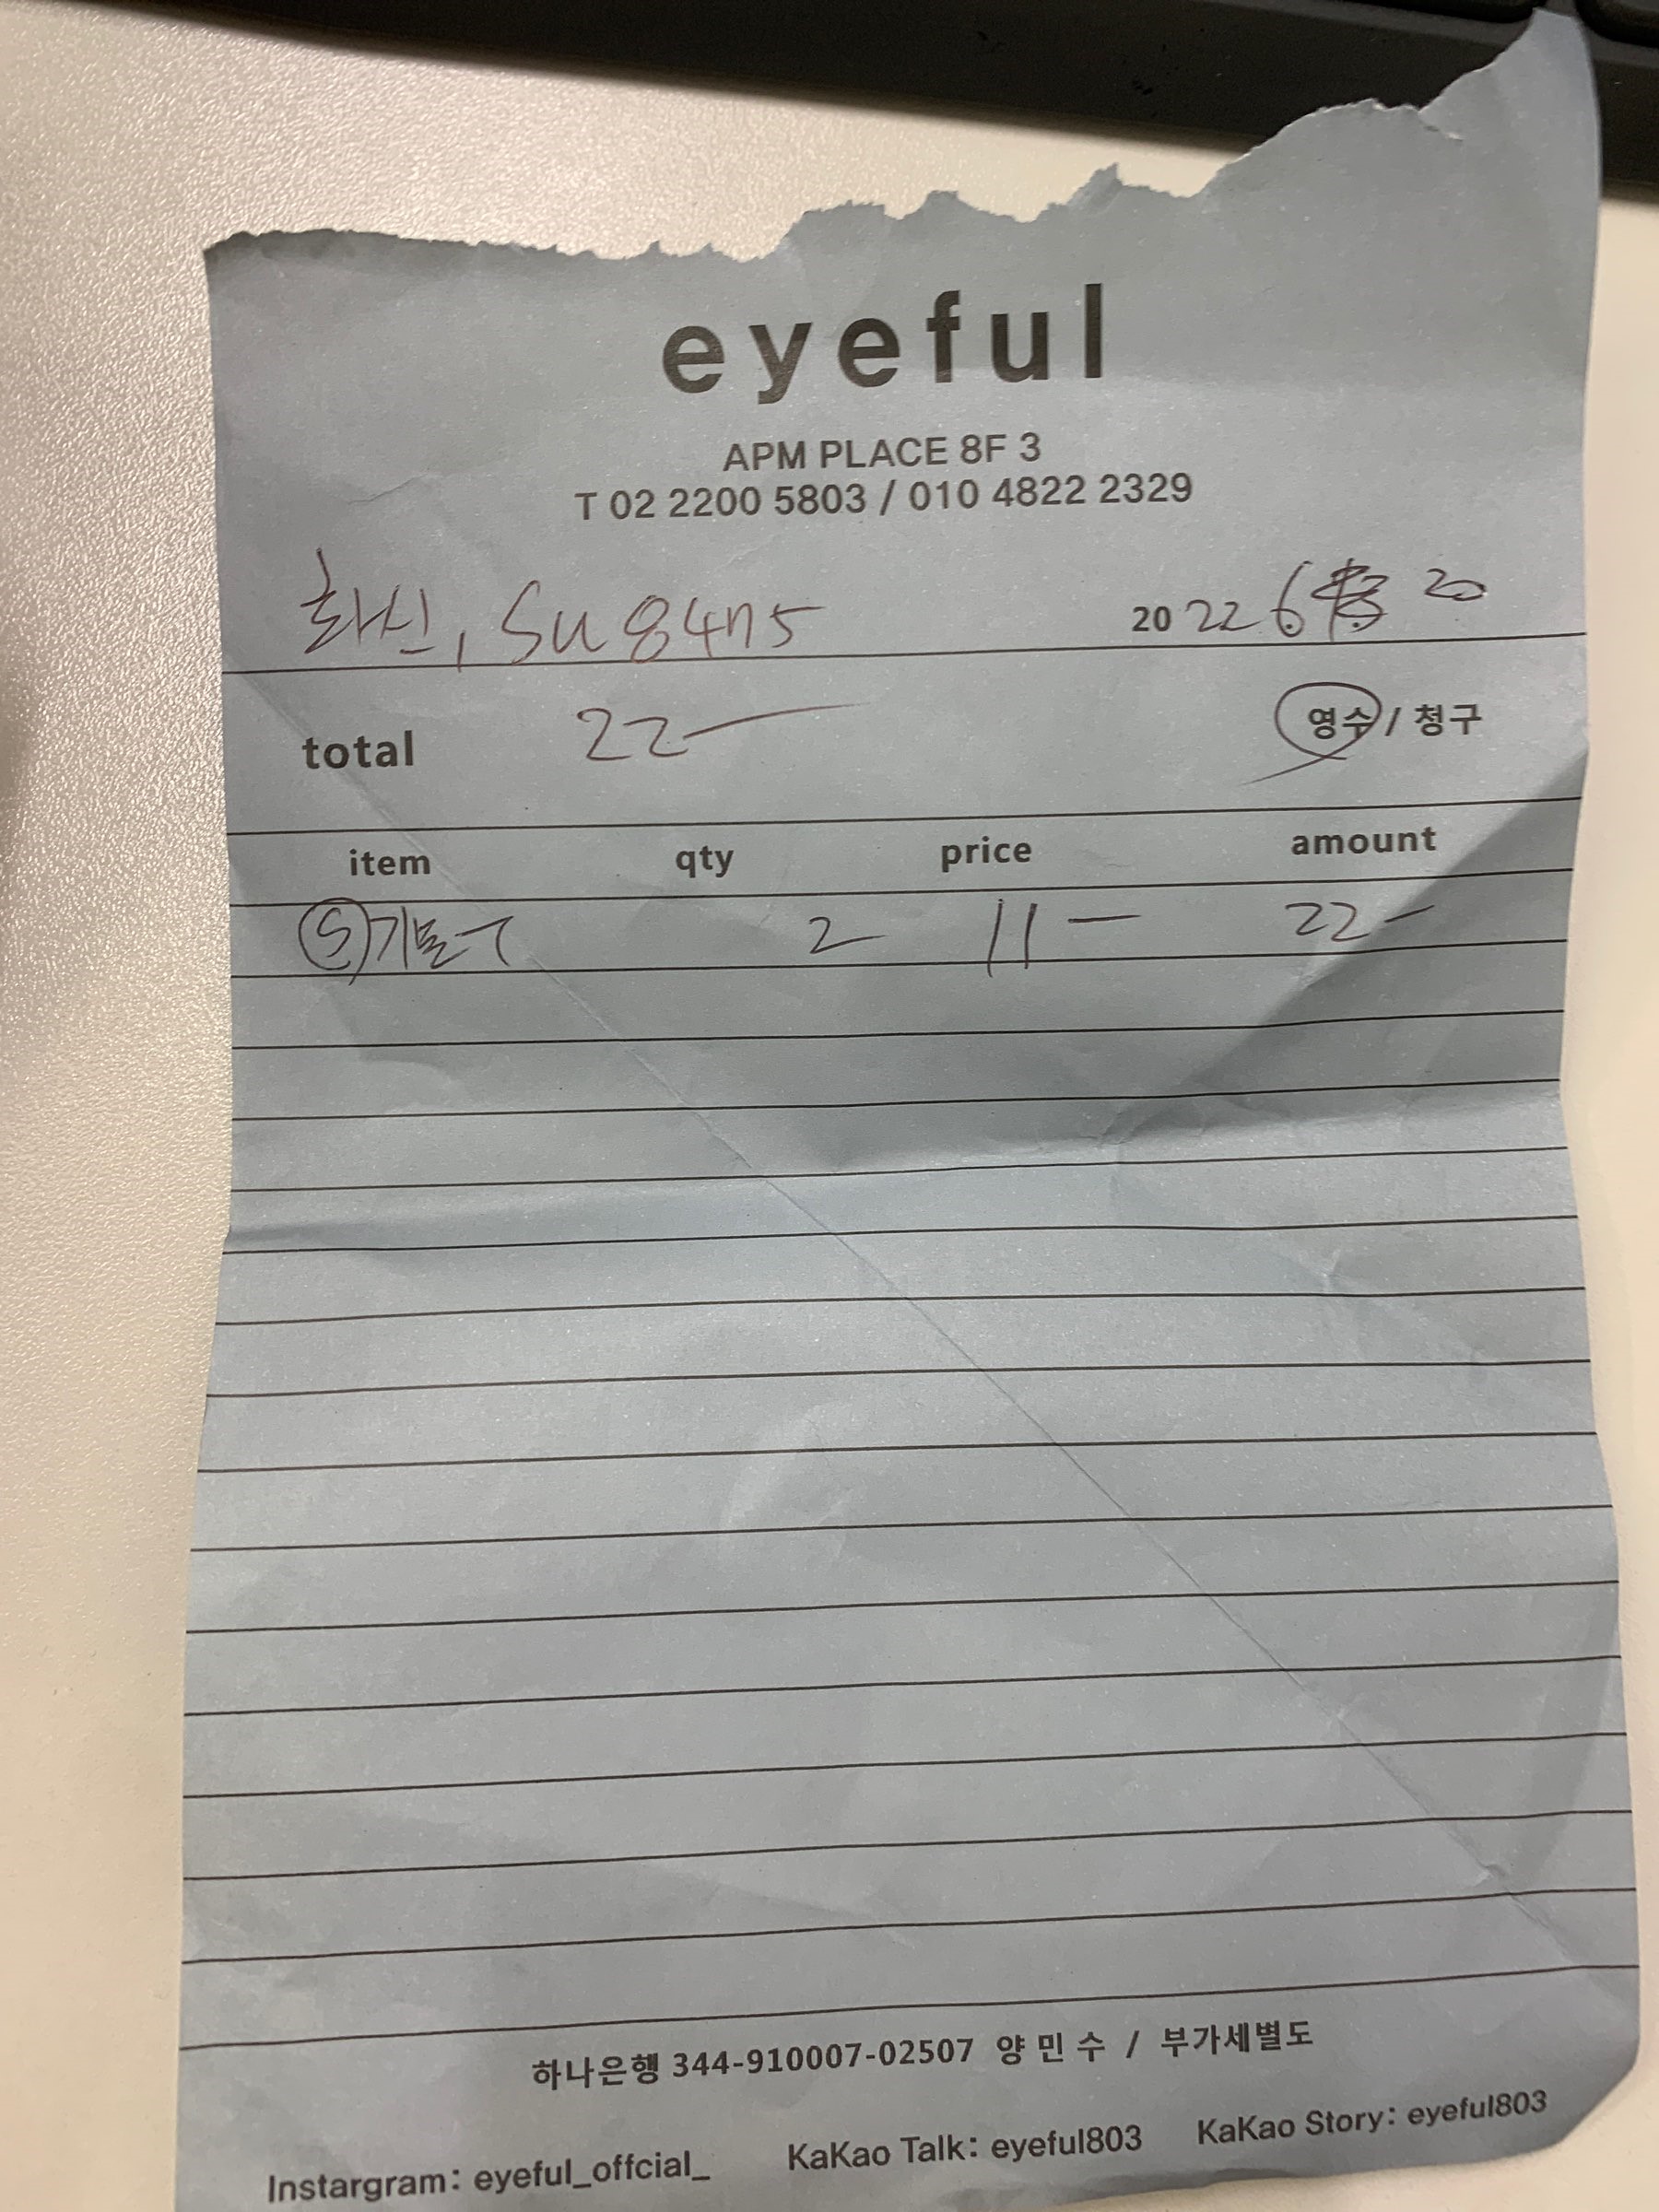 eyeful
APM PLACE 8F 3
T 02 2200 5803 / 010 4822 2329
화신, SU8475 2022 6 20
total 22-
영수 / 청구
item qty price amount
S 2 11- 22-
하나은행 344-910007-02507 양민수 / 부가세별도
Instargram: eyeful_offcial_ KaKao Talk: eyeful803 KaKao Story: eyeful803